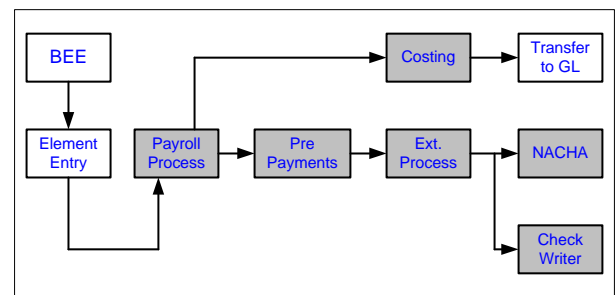 BEE
Costing
Transfer
to GL
Element
Entry
Payroll
Process
Pre
Payments
Ext.
Process
NACHA
Check
Writer